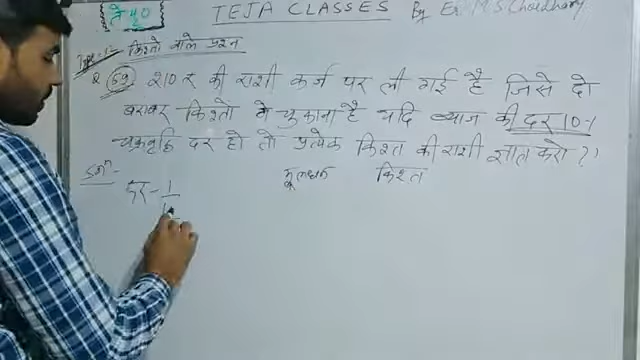 ते 40
TEJA CLASSES By Er. M S Choudhary
Type-1:- किश्तो वाले प्रश्न
Q (69) 210 ₹ की राशी कर्ज पर ली गई है जिसे दो
बराबर किश्तो मे चुकाना है यदि ब्याज की दर 10%
चक्रवृद्धि दर हो तो प्रत्येक किश्त की राशी ज्ञात करो ??
मूलधन किश्त
दर - 1